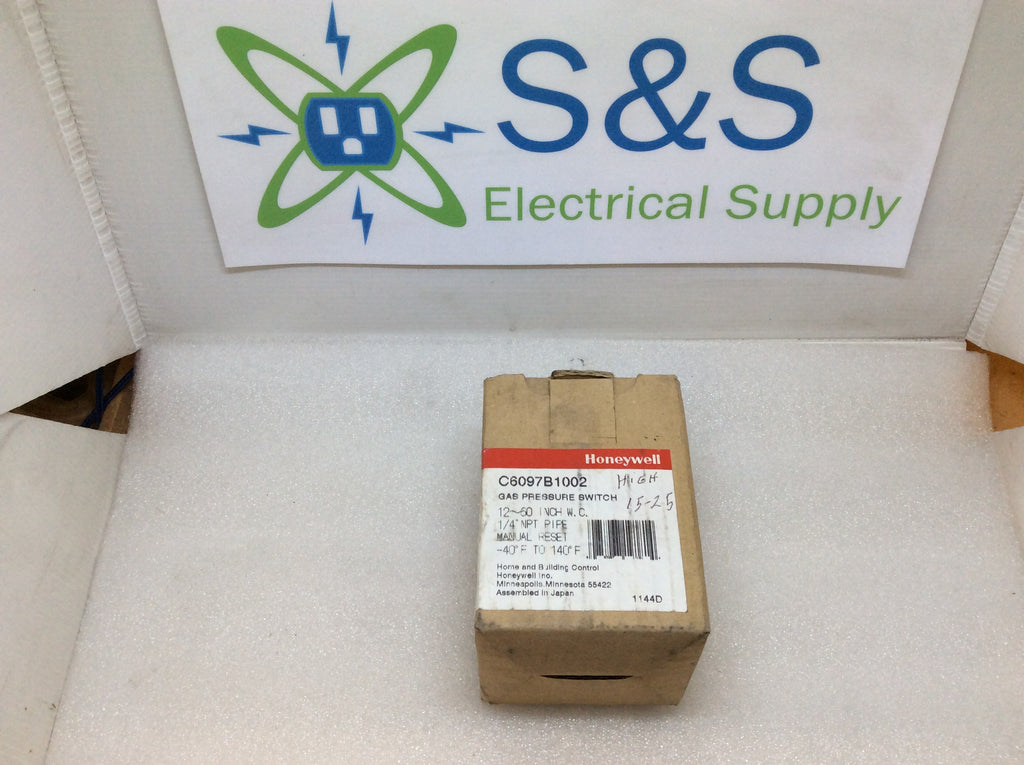 S&S
Electrical Supply
Honeywell
C6097B1002
HIGH
GAS PRESSURE SWITCH
15-25
12~60 INCH W.C.
1/4" NPT PIPE
MANUAL RESET
-40°F TO 140°F
Home and Building Control
Honeywell Inc.
Minneapolis.Minnesota 55422
Assembled in Japan
1144D